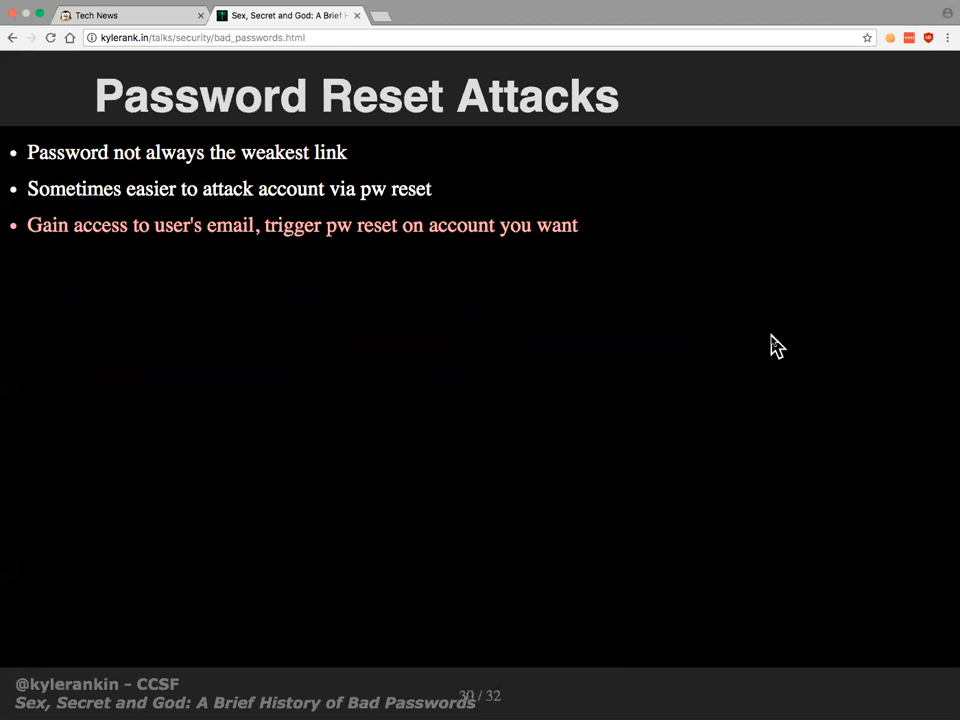 Tech News
Sex, Secret and God: A Brief H
kylerank.in/talks/security/bad_passwords.html
Password Reset Attacks
• Password not always the weakest link
• Sometimes easier to attack account via pw reset
• Gain access to user's email, trigger pw reset on account you want
@kylerankin – CCSF
Sex, Secret and God: A Brief History of Bad Passwords
30 / 32